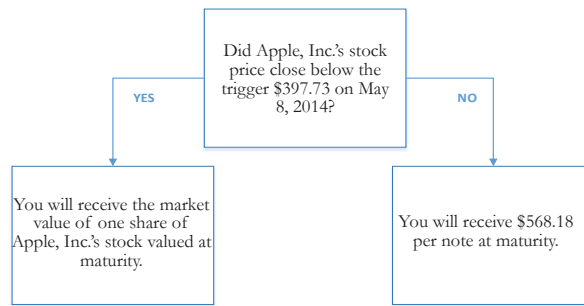 Did Apple, Inc.'s stock
price close below the
trigger $397.73 on May
8, 2014?
YES
NO
You will receive the market
value of one share of
Apple, Inc.'s stock valued at
maturity.
You will receive $568.18
per note at maturity.